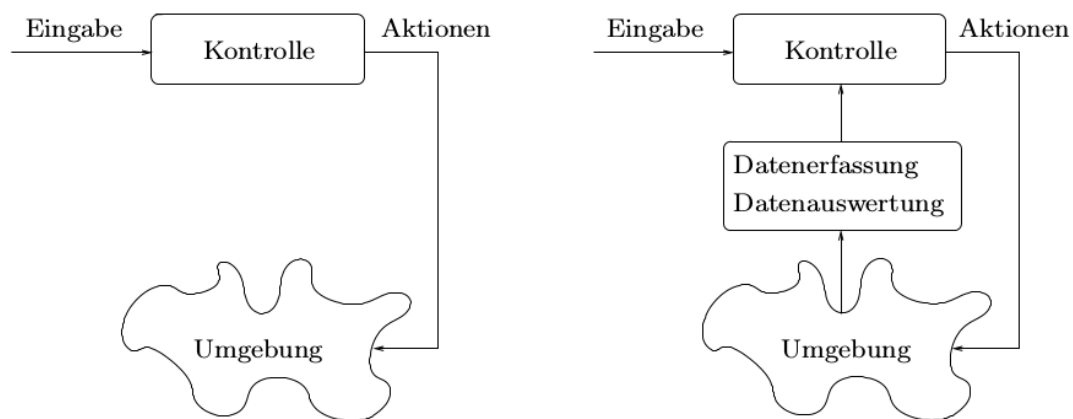 Eingabe
Kontrolle
Aktionen
Umgebung
Eingabe
Kontrolle
Aktionen
Datenerfassung
Datenauswertung
Umgebung